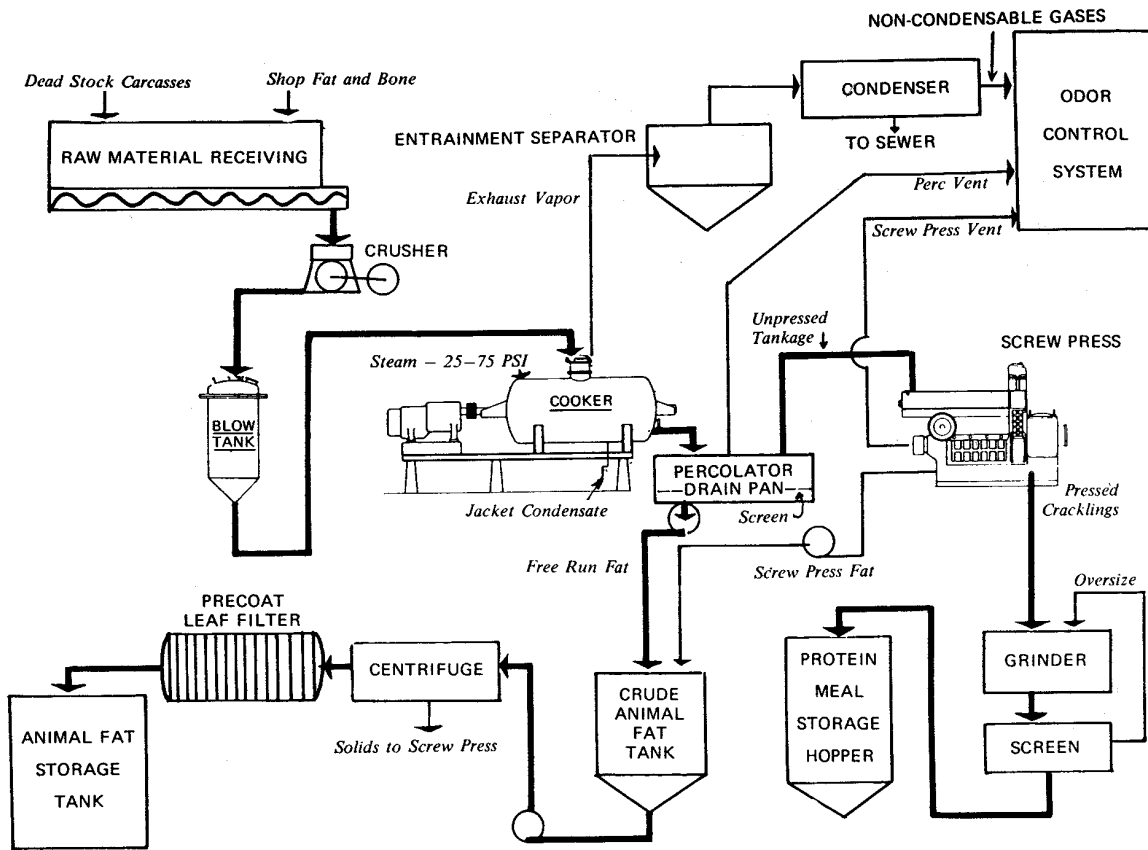 NON-CONDENSABLE GASES
Dead Stock Carcasses
Shop Fat and Bone
RAW MATERIAL RECEIVING
CRUSHER
ENTRAINMENT SEPARATOR
Exhaust Vapor
CONDENSER
TO SEWER
ODOR
CONTROL
SYSTEM
Perc Vent
Screw Press Vent
Unpressed
Tankage
SCREW PRESS
Steam – 25–75 PSI
COOKER
BLOW
TANK
PERCOLATOR
DRAIN PAN
Screen
Jacket Condensate
Pressed
Cracklings
Free Run Fat
Screw Press Fat
Oversize
PRECOAT
LEAF FILTER
CENTRIFUGE
Solids to Screw Press
ANIMAL FAT
STORAGE
TANK
CRUDE
ANIMAL
FAT
TANK
PROTEIN
MEAL
STORAGE
HOPPER
GRINDER
SCREEN